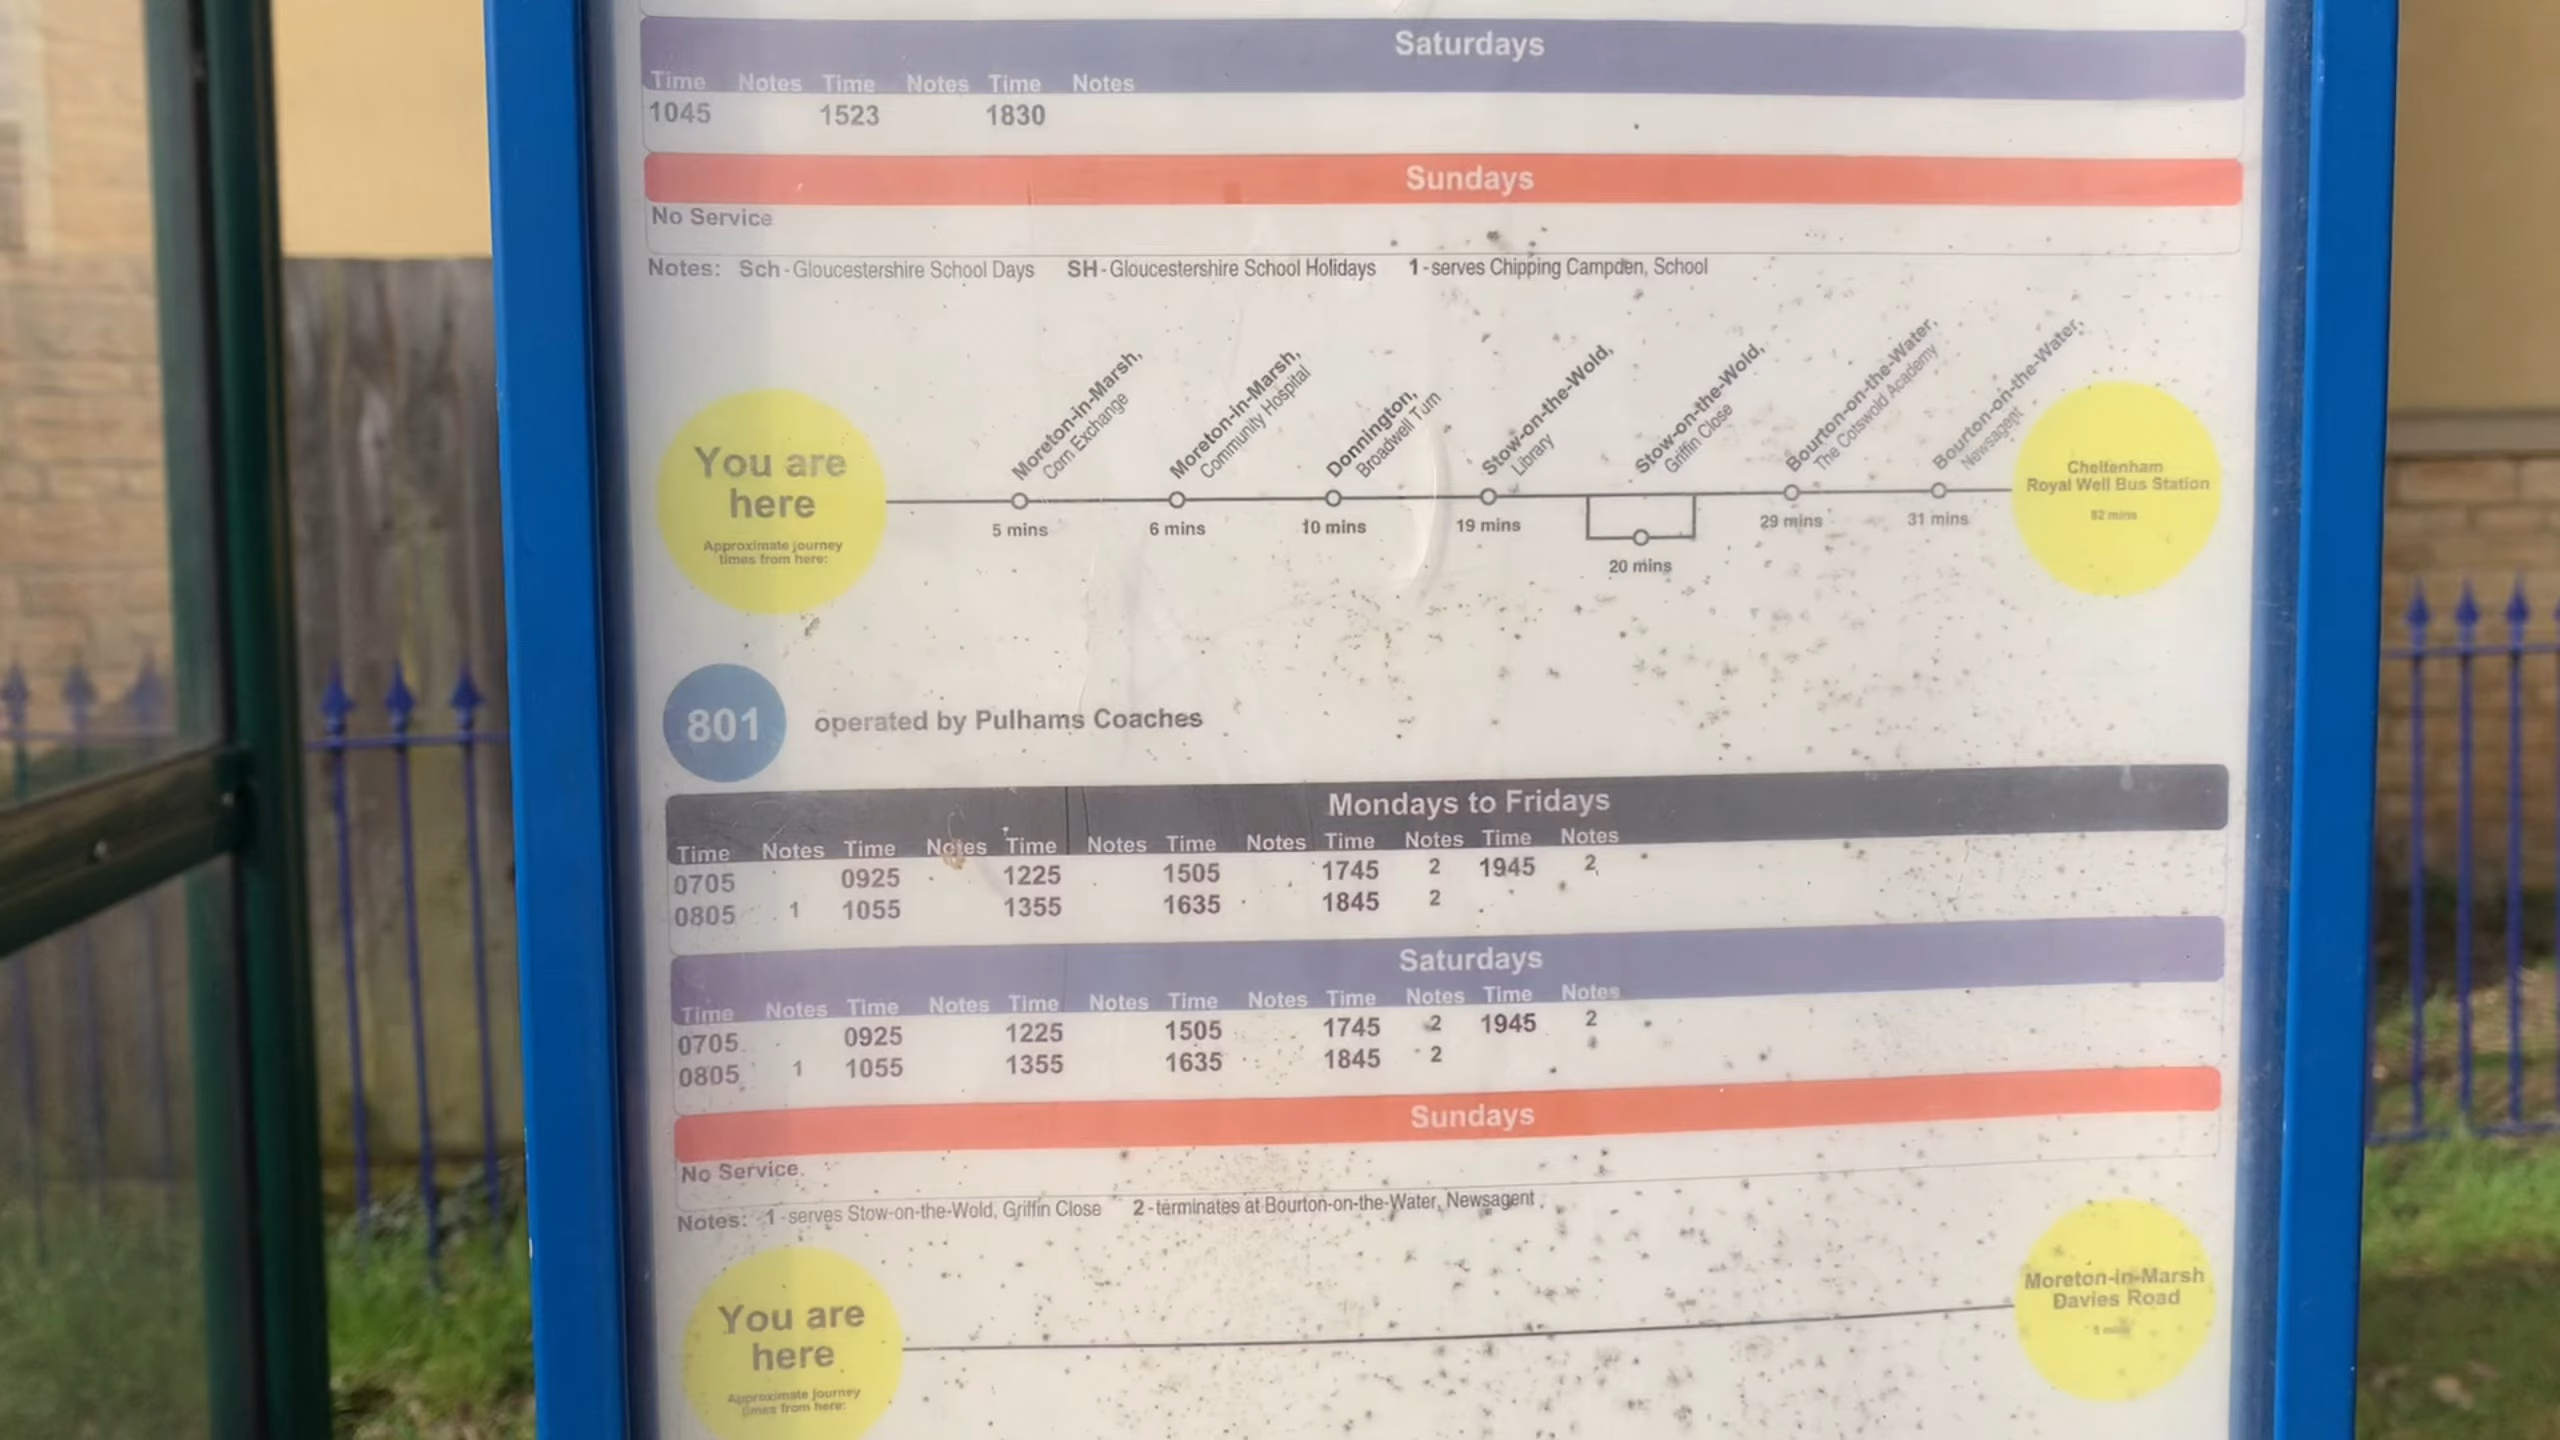 Saturdays
Time Notes Time Notes Time Notes
1045 1523 1830
Sundays
No Service
Notes: Sch - Gloucestershire School Days SH - Gloucestershire School Holidays 1 - serves Chipping Campden, School
You are
here
Approximate journey
times from here:
Moreton-in-Marsh,
Corn Exchange
5 mins
Moreton-in-Marsh,
Community Hospital
6 mins
Donnington,
Broadwell Turn
10 mins
Stow-on-the-Wold,
Library
19 mins
Stow-on-the-Wold,
Griffin Close
20 mins
Bourton-on-the-Water,
The Cotswold Academy
29 mins
Bourton-on-the-Water,
Newsagent
31 mins
Cheltenham
Royal Well Bus Station
82 mins
801 operated by Pulhams Coaches
Mondays to Fridays
Time Notes Time Notes Time Notes Time Notes Time Notes Time Notes
0705 0925 1225 1505 1745 2 1945 2
0805 1 1055 1355 1635 1845 2
Saturdays
Time Notes Time Notes Time Notes Time Notes Time Notes Time Notes
0705 0925 1225 1505 1745 2 1945 2
0805 1 1055 1355 1635 1845 2
Sundays
No Service
Notes: 1 - serves Stow-on-the-Wold, Griffin Close 2 - terminates at Bourton-on-the-Water, Newsagent
You are
here
Approximate journey
times from here:
Moreton-in-Marsh
Davies Road